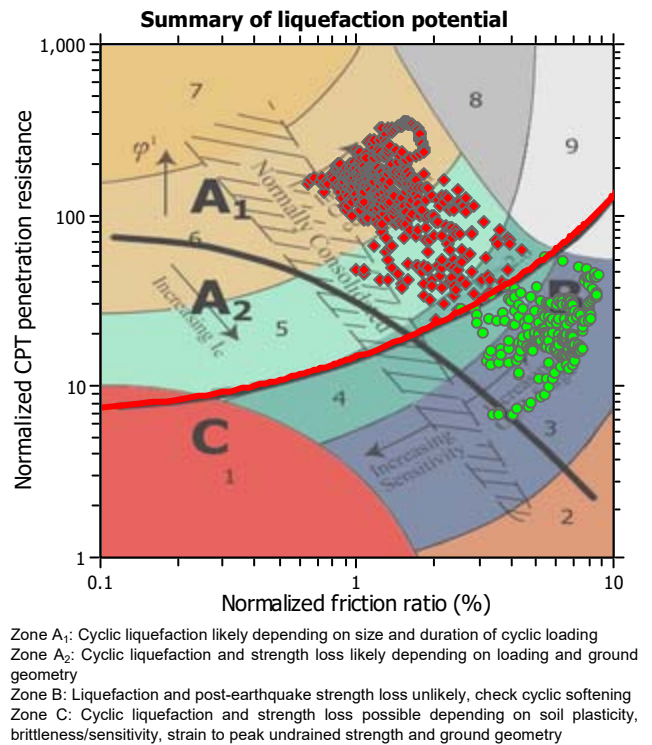 Summary of liquefaction potential
1,000
100
10
1
Normalized CPT penetration resistance
7
8
9
φ'
A1
Normally Consolidated
6
A2
Increasing Ic
5
B
4
C
1
Increasing
Sensitivity
3
2
0.1
1
10
Normalized friction ratio (%)
Zone A1: Cyclic liquefaction likely depending on size and duration of cyclic loading
Zone A2: Cyclic liquefaction and strength loss likely depending on loading and ground
geometry
Zone B: Liquefaction and post-earthquake strength loss unlikely, check cyclic softening
Zone C: Cyclic liquefaction and strength loss possible depending on soil plasticity,
brittleness/sensitivity, strain to peak undrained strength and ground geometry